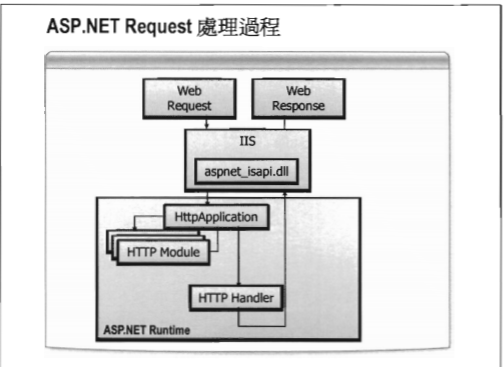 ASP.NET Request 處理過程
Web Request
Web Response
IIS
aspnet_isapi.dll
HttpApplication
HTTP Module
HTTP Handler
ASP.NET Runtime